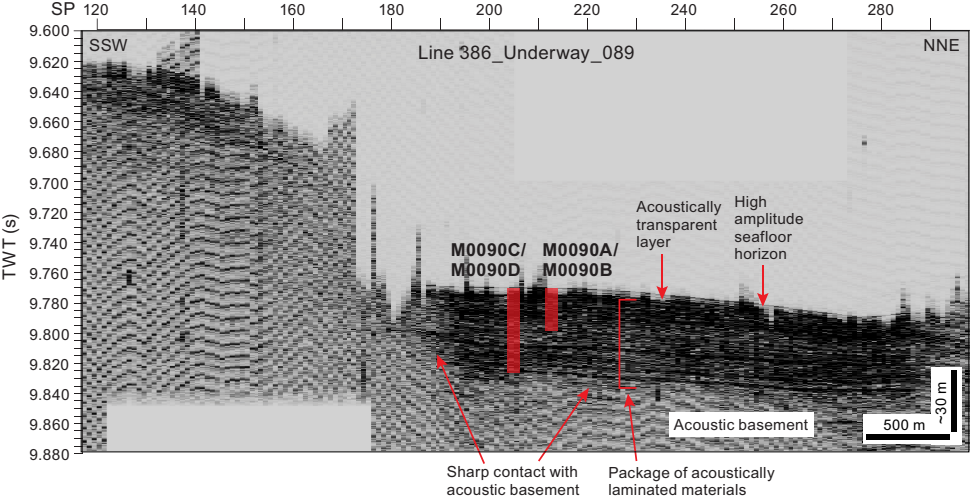 SP 120 140 160 180 200 220 240 260 280
SSW
Line 386_Underway_089
NNE
TWT (s)
9.600
9.620
9.640
9.660
9.680
9.700
9.720
9.740
9.760
9.780
9.800
9.820
9.840
9.860
9.880
M0090C/
M0090D
M0090A/
M0090B
Acoustically
transparent
layer
High
amplitude
seafloor
horizon
Acoustic basement
500 m
~30 m
Sharp contact with
acoustic basement
Package of acoustically
laminated materials